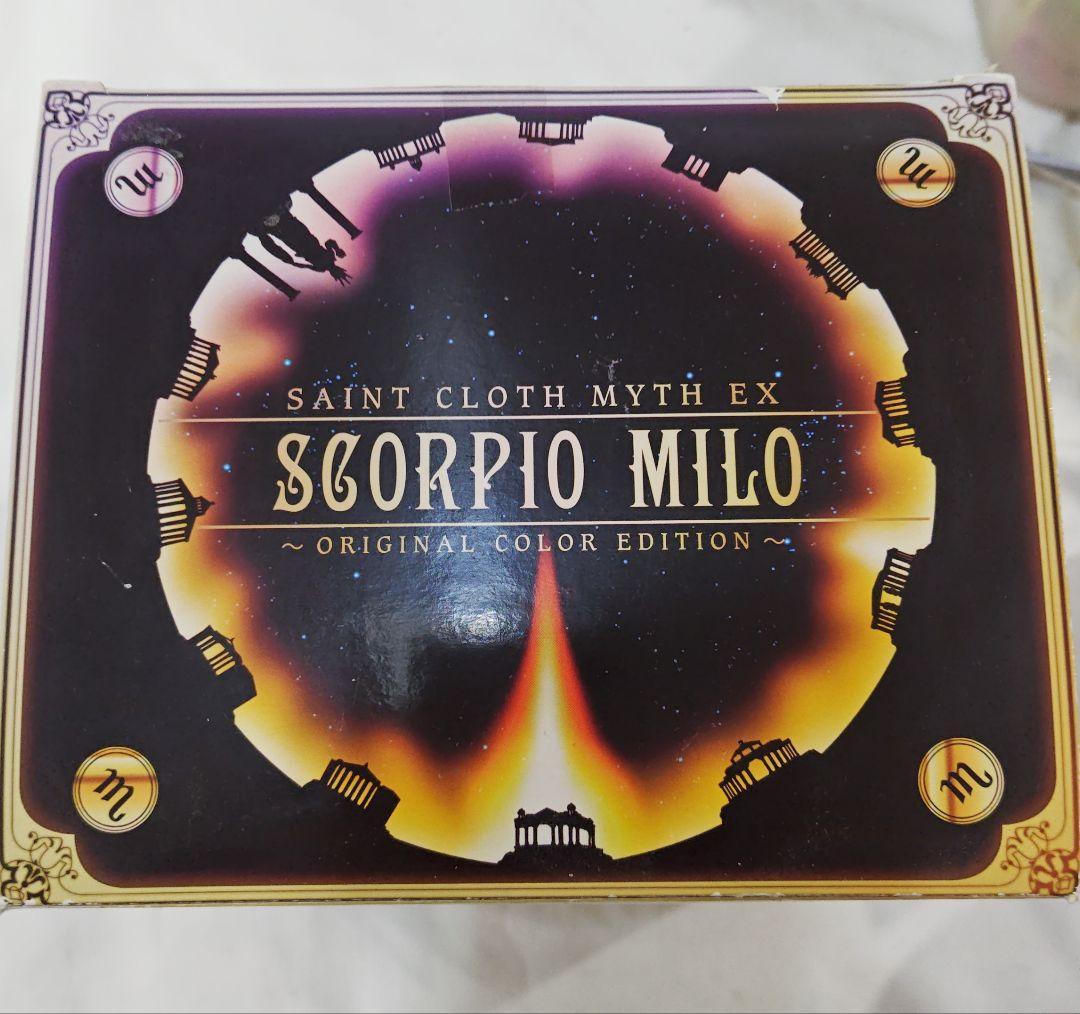 SAINT CLOTH MYTH EX
SCORPIO MILO
~ ORIGINAL COLOR EDITION ~